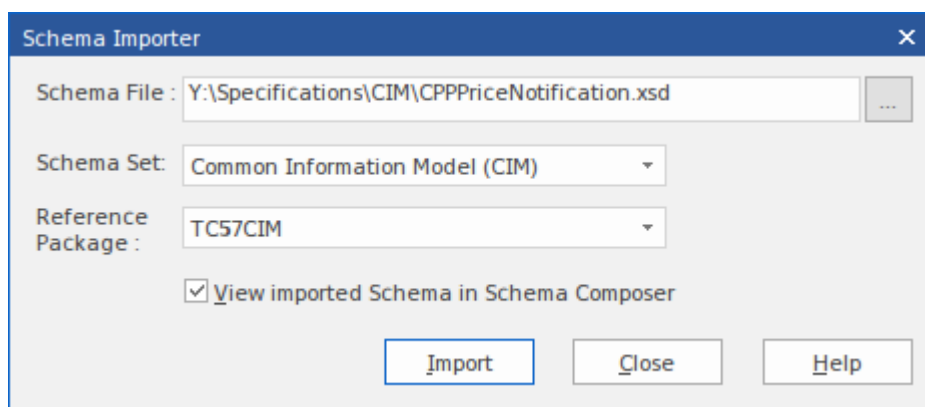 Schema Importer
Schema File : Y:\Specifications\CIM\CPPPriceNotification.xsd ...
Schema Set: Common Information Model (CIM)
Reference
Package : TC57CIM
View imported Schema in Schema Composer
Import Close Help